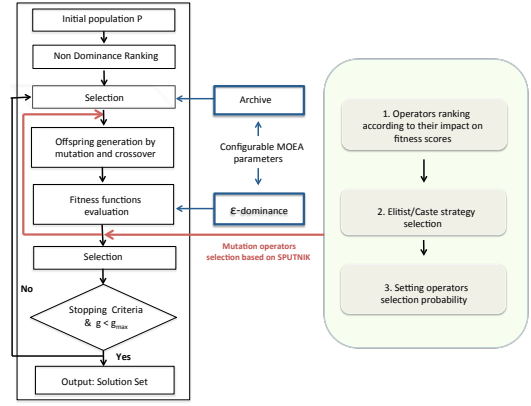 Initial population P
Non Dominance Ranking
Selection
Offspring generation by
mutation and crossover
Fitness functions
evaluation
Selection
No
Stopping Criteria
& g < gmax
Yes
Output: Solution Set
Archive
Configurable MOEA
parameters
ε-dominance
Mutation operators
selection based on SPUTNIK
1. Operators ranking
according to their impact on
fitness scores
2. Elitist/Caste strategy
selection
3. Setting operators
selection probability